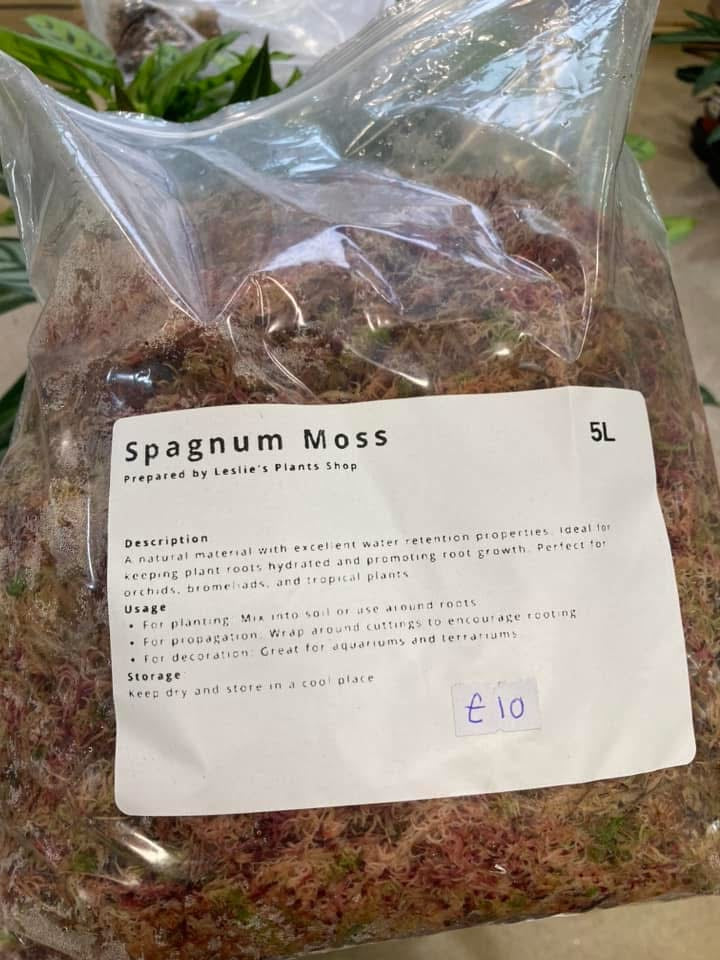 Spagnum Moss
5L
Prepared by Leslie's Plants Shop
Description
A natural material with excellent water retention properties. Ideal for
keeping plant roots hydrated and promoting root growth. Perfect for
orchids, bromeliads, and tropical plants.
Usage
• For planting: Mix into soil or use around roots
• For propagation: Wrap around cuttings to encourage rooting
• For decoration: Great for aquariums and terrariums
Storage
Keep dry and store in a cool place
£10